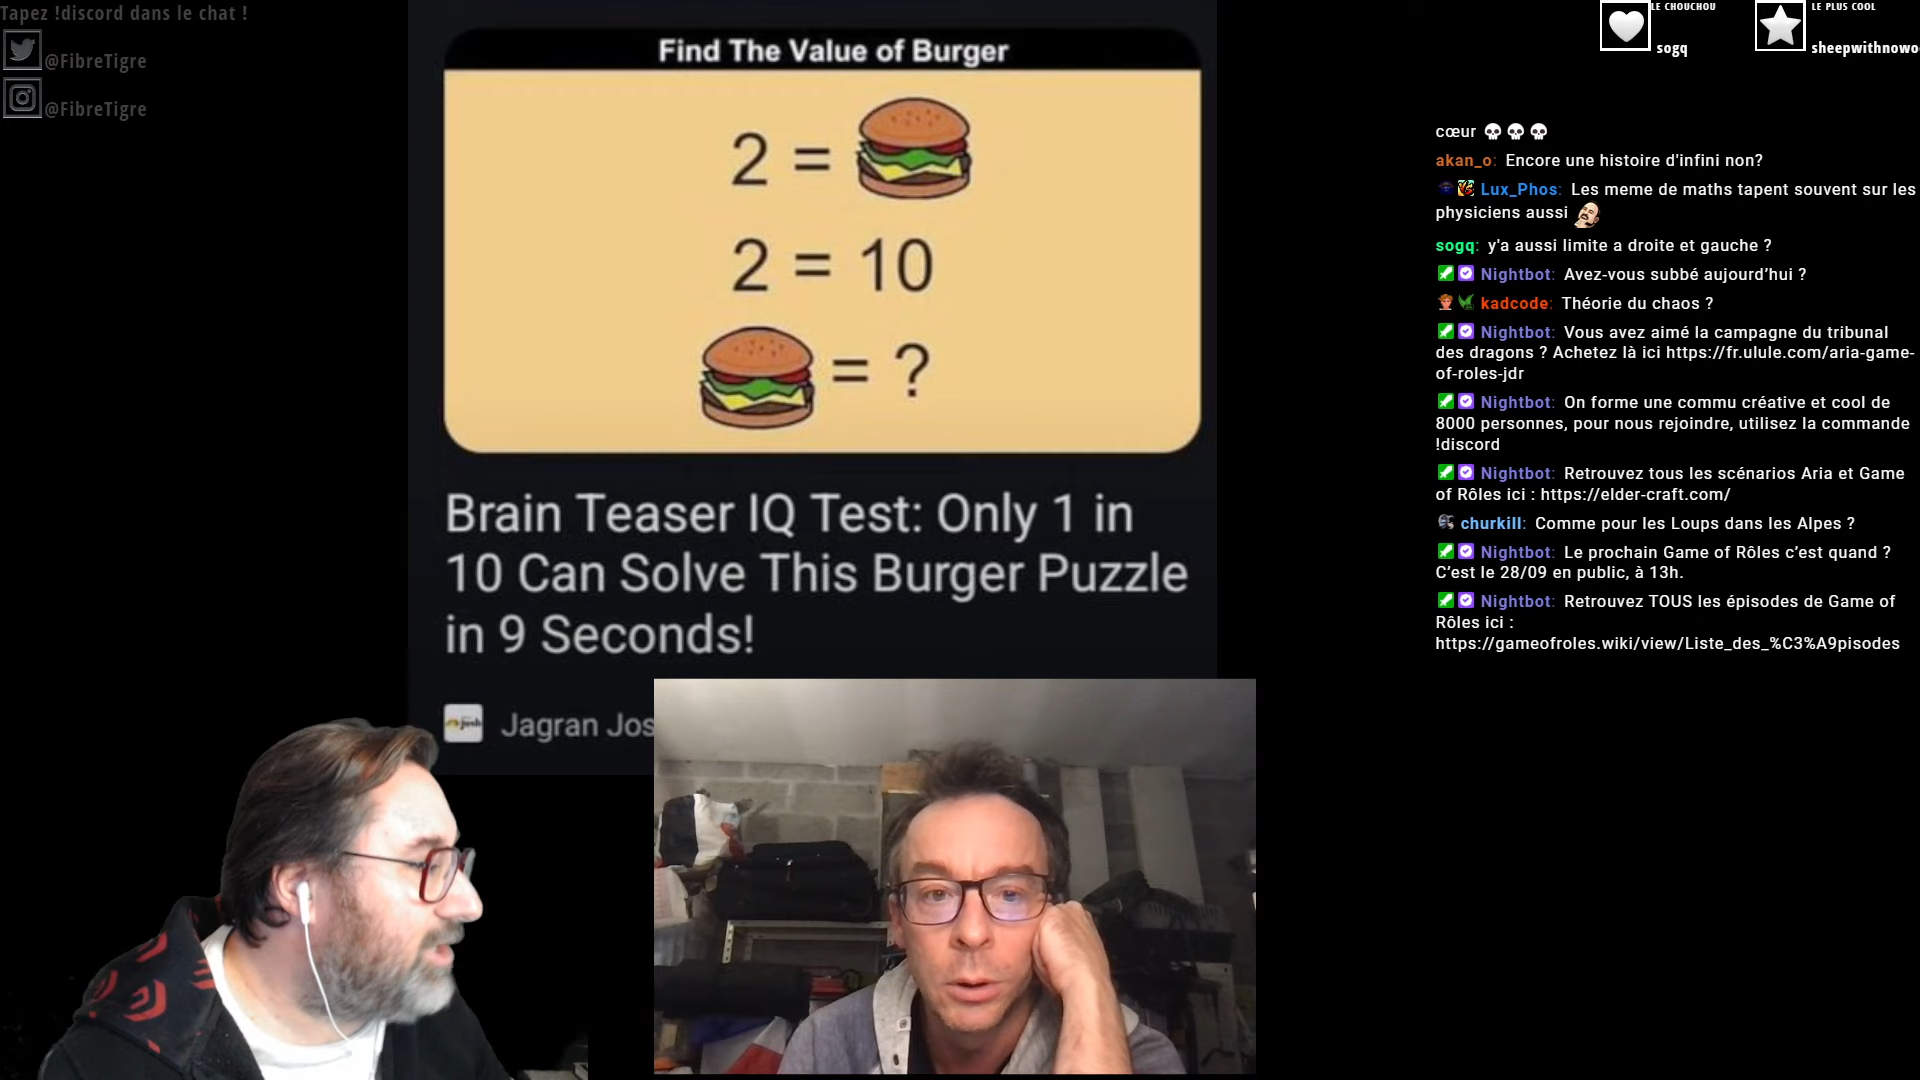 Tapez !discord dans le chat !
@FibreTigre
@FibreTigre
Find The Value of Burger
2 =
2 = 10
= ?
Brain Teaser IQ Test: Only 1 in
10 Can Solve This Burger Puzzle
in 9 Seconds!
Jagran Jos
LE CHOUCHOU
sogq
LE PLUS COOL
sheepwithnowo
cœur 💀💀💀
akan_o: Encore une histoire d'infini non?
Lux_Phos: Les meme de maths tapent souvent sur les
physiciens aussi
sogq: y'a aussi limite a droite et gauche ?
Nightbot: Avez-vous subbé aujourd’hui ?
kadcode: Théorie du chaos ?
Nightbot: Vous avez aimé la campagne du tribunal
des dragons ? Achetez là ici https://fr.ulule.com/aria-game-
of-roles-jdr
Nightbot: On forme une commu créative et cool de
8000 personnes, pour nous rejoindre, utilisez la commande
!discord
Nightbot: Retrouvez tous les scénarios Aria et Game
of Rôles ici : https://elder-craft.com/
churkill: Comme pour les Loups dans les Alpes ?
Nightbot: Le prochain Game of Rôles c’est quand ?
C’est le 28/09 en public, à 13h.
Nightbot: Retrouvez TOUS les épisodes de Game of
Rôles ici :
https://gameofroles.wiki/view/Liste_des_%C3%A9pisodes